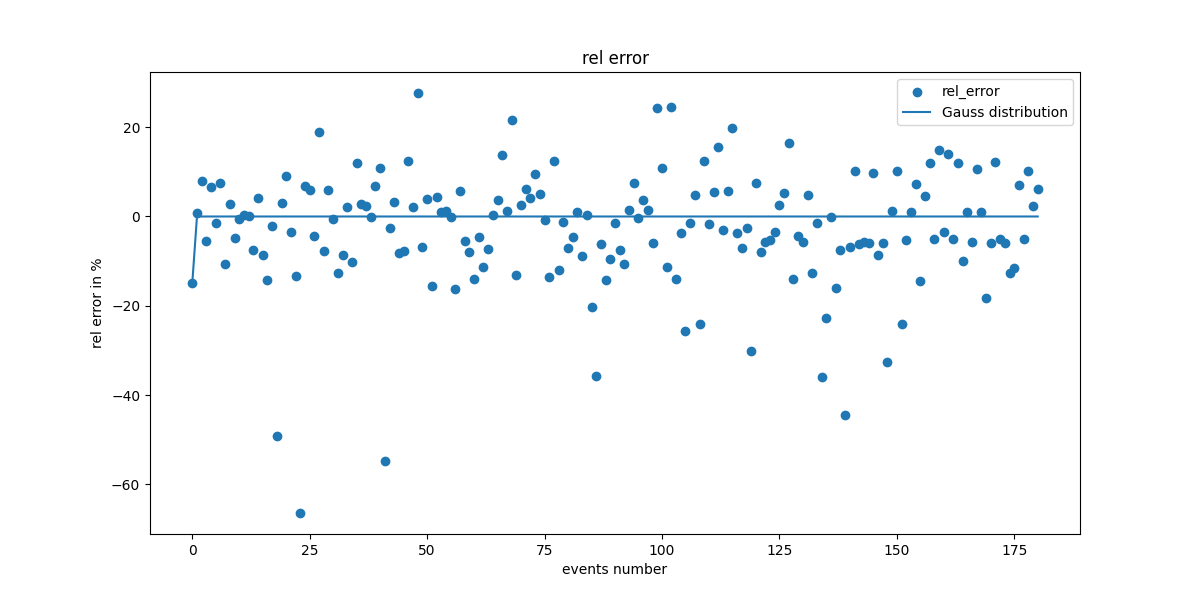 rel error
rel_error
Gauss distribution
20
0
−20
−40
−60
rel error in %
0
25
50
75
100
125
150
175
events number